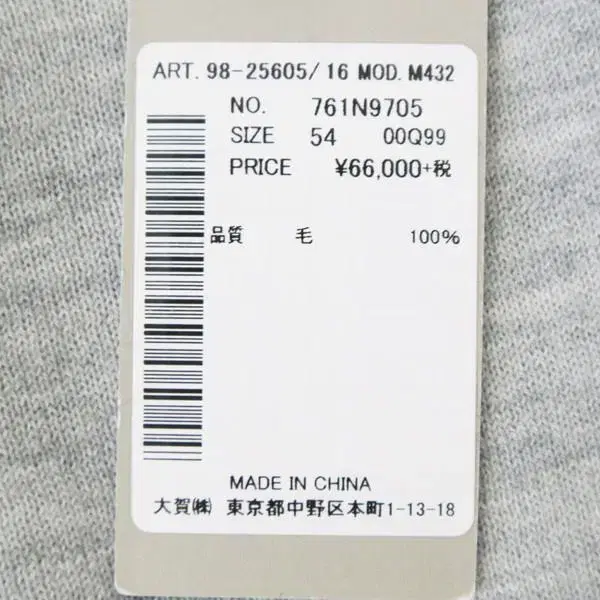 ART. 98-25605/16 MOD. M432
NO. 761N9705
SIZE 54 00Q99
PRICE ¥66,000+税
品質 毛 100%
MADE IN CHINA
大賀㈱ 東京都中野区本町1-13-18